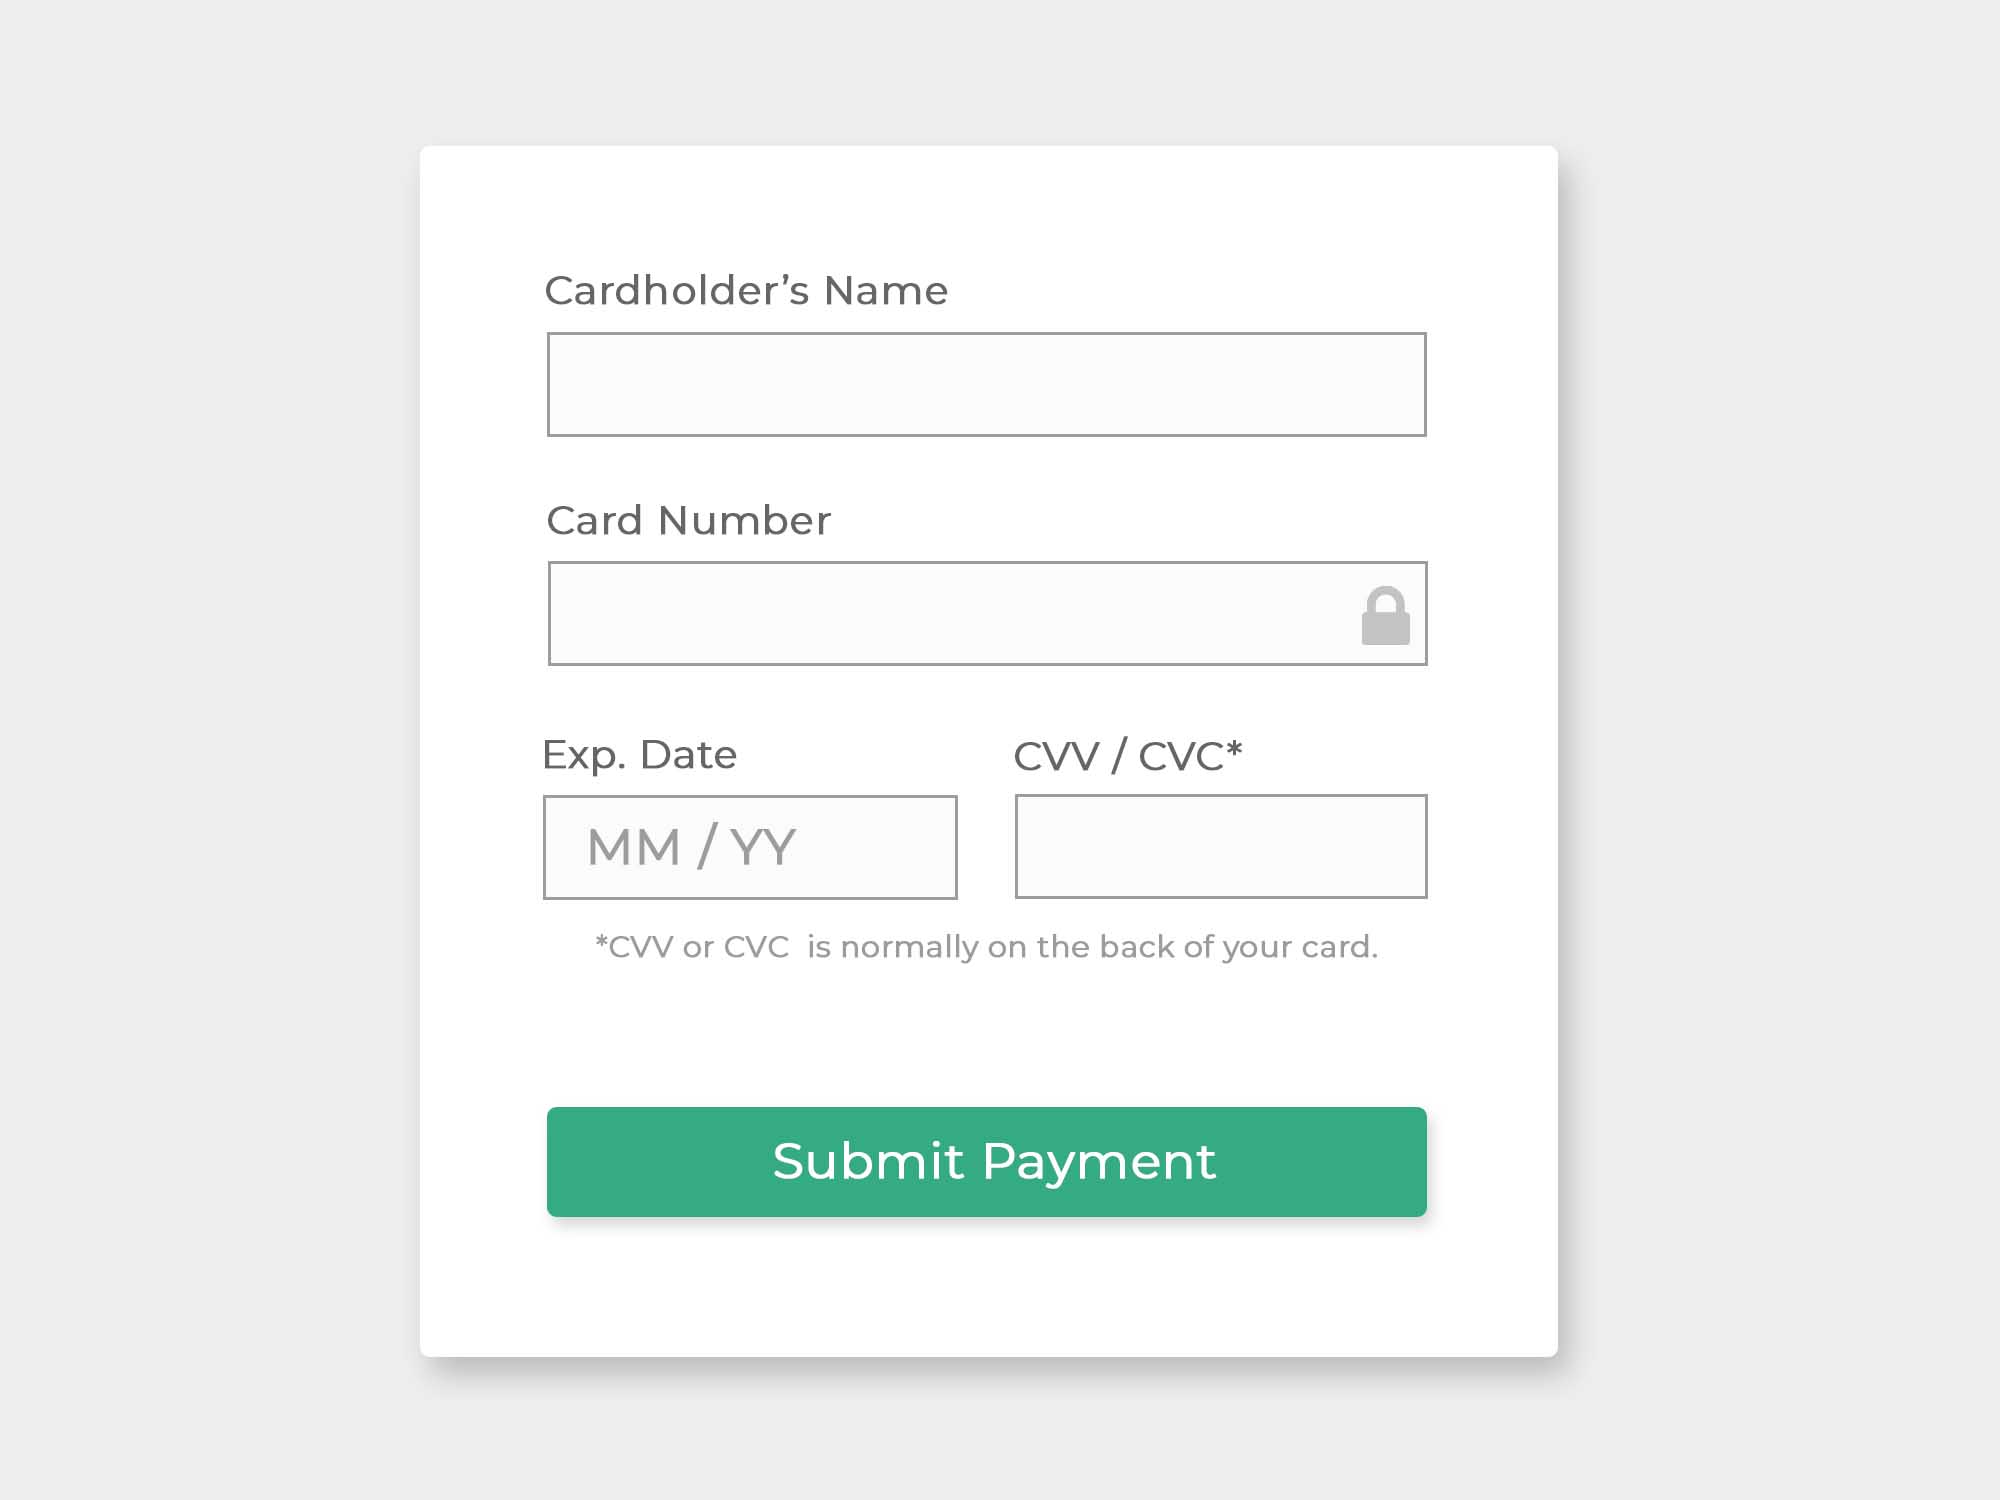 Cardholder’s Name
Card Number
Exp. Date
CVV / CVC*
MM / YY
*CVV or CVC  is normally on the back of your card.
Submit Payment